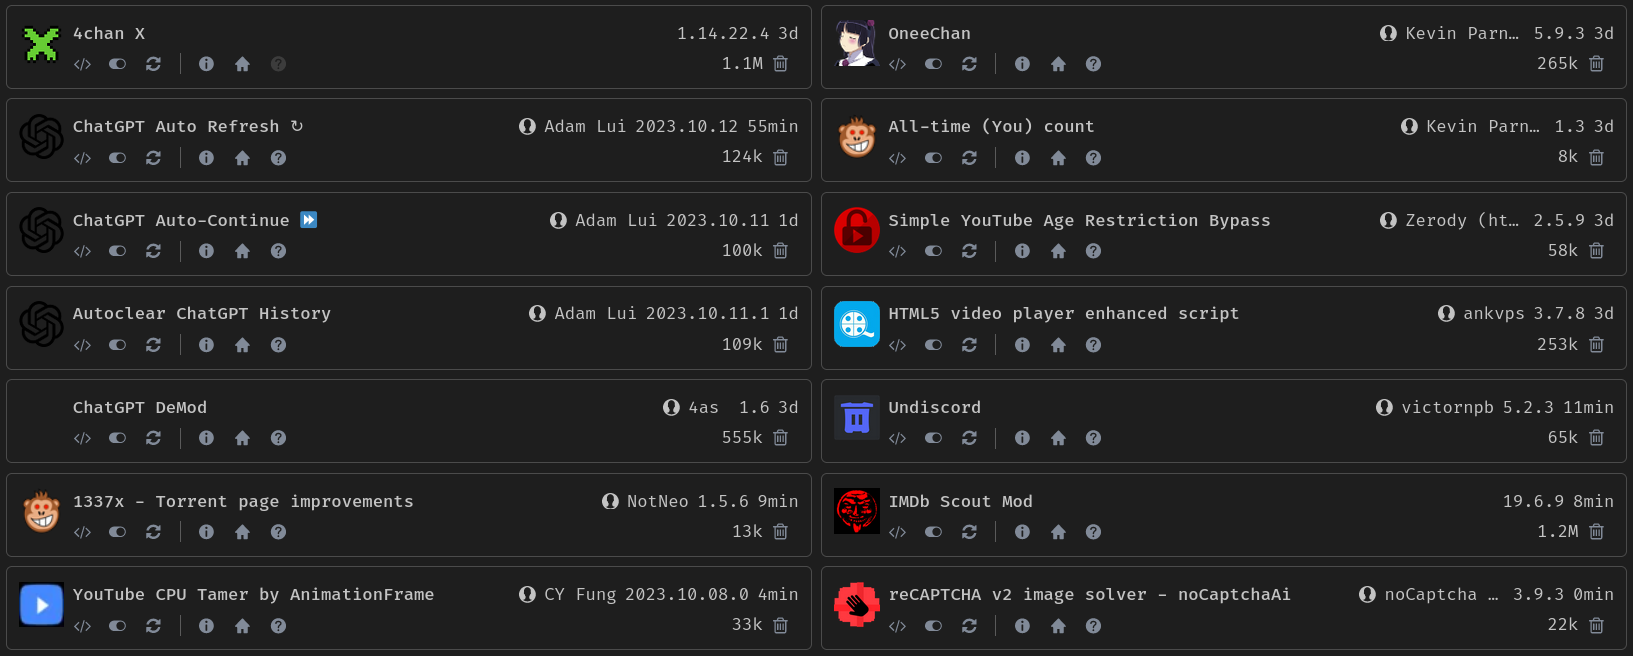 4chan X 1.14.22.4 3d
1.1M
OneeChan Kevin Parn… 5.9.3 3d
265k
ChatGPT Auto Refresh ↻ Adam Lui 2023.10.12 55min
124k
All-time (You) count Kevin Parn… 1.3 3d
8k
ChatGPT Auto-Continue ⏩ Adam Lui 2023.10.11 1d
100k
Simple YouTube Age Restriction Bypass Zerody (ht… 2.5.9 3d
58k
Autoclear ChatGPT History Adam Lui 2023.10.11.1 1d
109k
HTML5 video player enhanced script ankvps 3.7.8 3d
253k
ChatGPT DeMod 4as 1.6 3d
555k
Undiscord victornpb 5.2.3 11min
65k
1337x - Torrent page improvements NotNeo 1.5.6 9min
13k
IMDb Scout Mod 19.6.9 8min
1.2M
YouTube CPU Tamer by AnimationFrame CY Fung 2023.10.08.0 4min
33k
reCAPTCHA v2 image solver - noCaptchaAi noCaptcha … 3.9.3 0min
22k